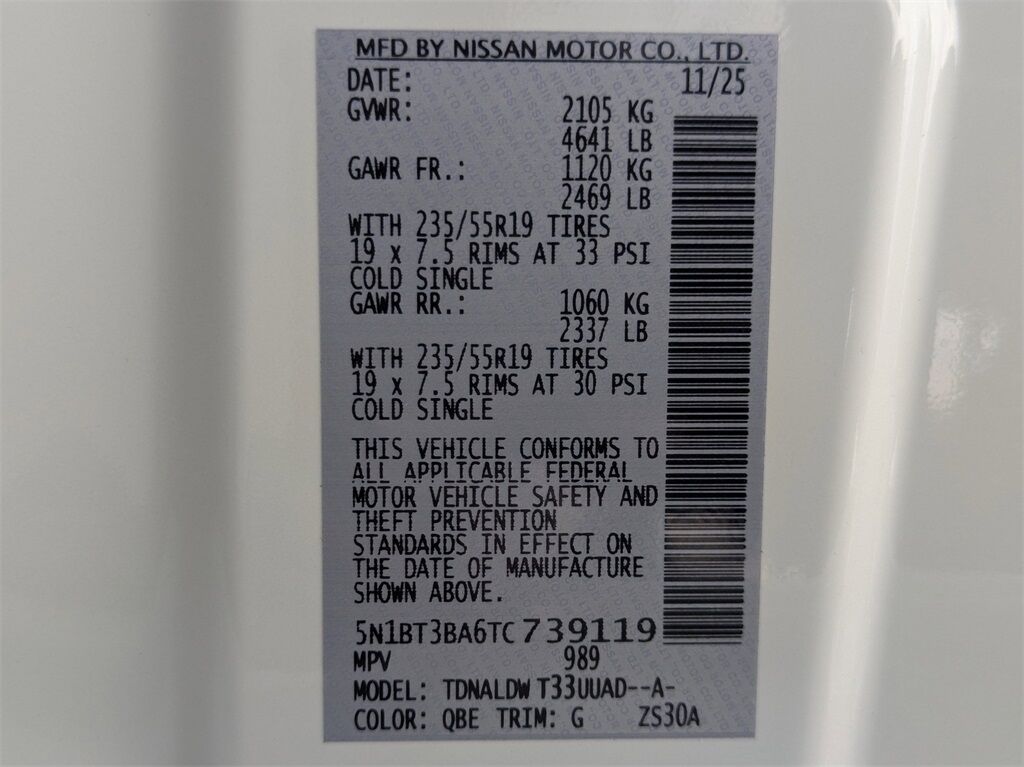 MFD BY NISSAN MOTOR CO., LTD.
DATE: 11/25
GVWR: 2105 KG
4641 LB
GAWR FR.: 1120 KG
2469 LB
WITH 235/55R19 TIRES
19 x 7.5 RIMS AT 33 PSI
COLD SINGLE
GAWR RR.: 1060 KG
2337 LB
WITH 235/55R19 TIRES
19 x 7.5 RIMS AT 30 PSI
COLD SINGLE
THIS VEHICLE CONFORMS TO
ALL APPLICABLE FEDERAL
MOTOR VEHICLE SAFETY AND
THEFT PREVENTION
STANDARDS IN EFFECT ON
THE DATE OF MANUFACTURE
SHOWN ABOVE.
5N1BT3BA6TC 739119
MPV 989
MODEL: TDNALDW T33UUAD--A-
COLOR: QBE TRIM: G ZS30A